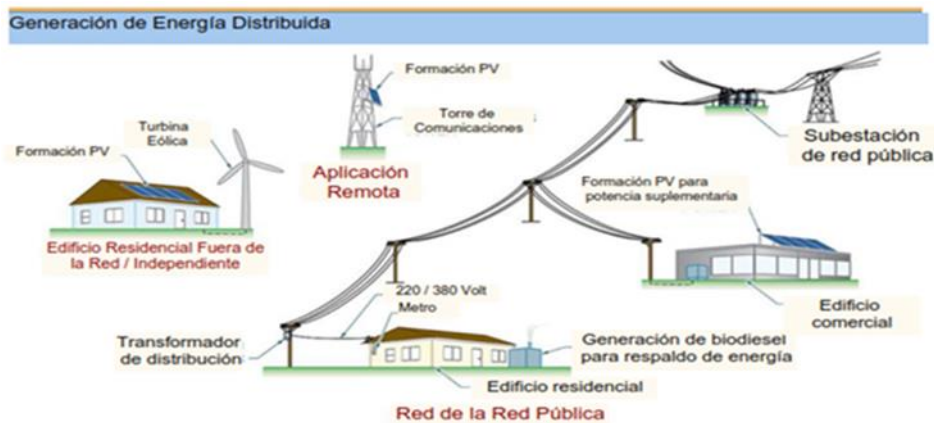 Generación de Energía Distribuida
Formación PV
Turbina
Eólica
Formación PV
Torre de
Comunicaciones
Aplicación
Remota
Subestación
de red pública
Formación PV para
potencia suplementaria
Edificio Residencial Fuera de
la Red / Independiente
220 / 380 Volt
Metro
Edificio
comercial
Transformador
de distribución
Generación de biodiesel
para respaldo de energía
Edificio residencial
Red de la Red Pública